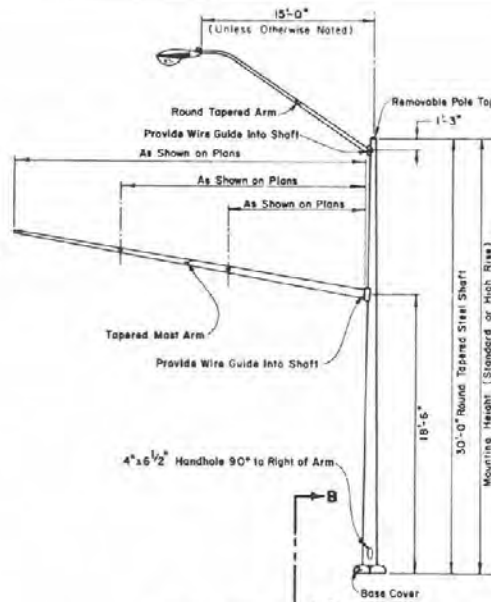 15'-0"
(Unless Otherwise Noted)
Round Tapered Arm
Removable Pole Top
Provide Wire Guide Into Shaft
1'-3"
As Shown on Plans
As Shown on Plans
As Shown on Plans
Tapered Mast Arm
Provide Wire Guide Into Shaft
18'-6"
30'-0" Round Tapered Steel Shaft
Mounting Height (Standard or High Rise)
4" x 6 1/2" Handhole 90° to Right of Arm
B
Base Cover